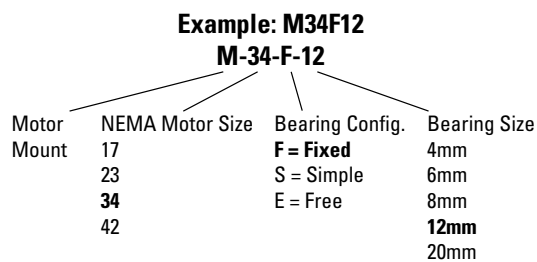 Example: M34F12
M-34-F-12
Motor Mount
NEMA Motor Size
17
23
34
42
Bearing Config.
F = Fixed
S = Simple
E = Free
Bearing Size
4mm
6mm
8mm
12mm
20mm